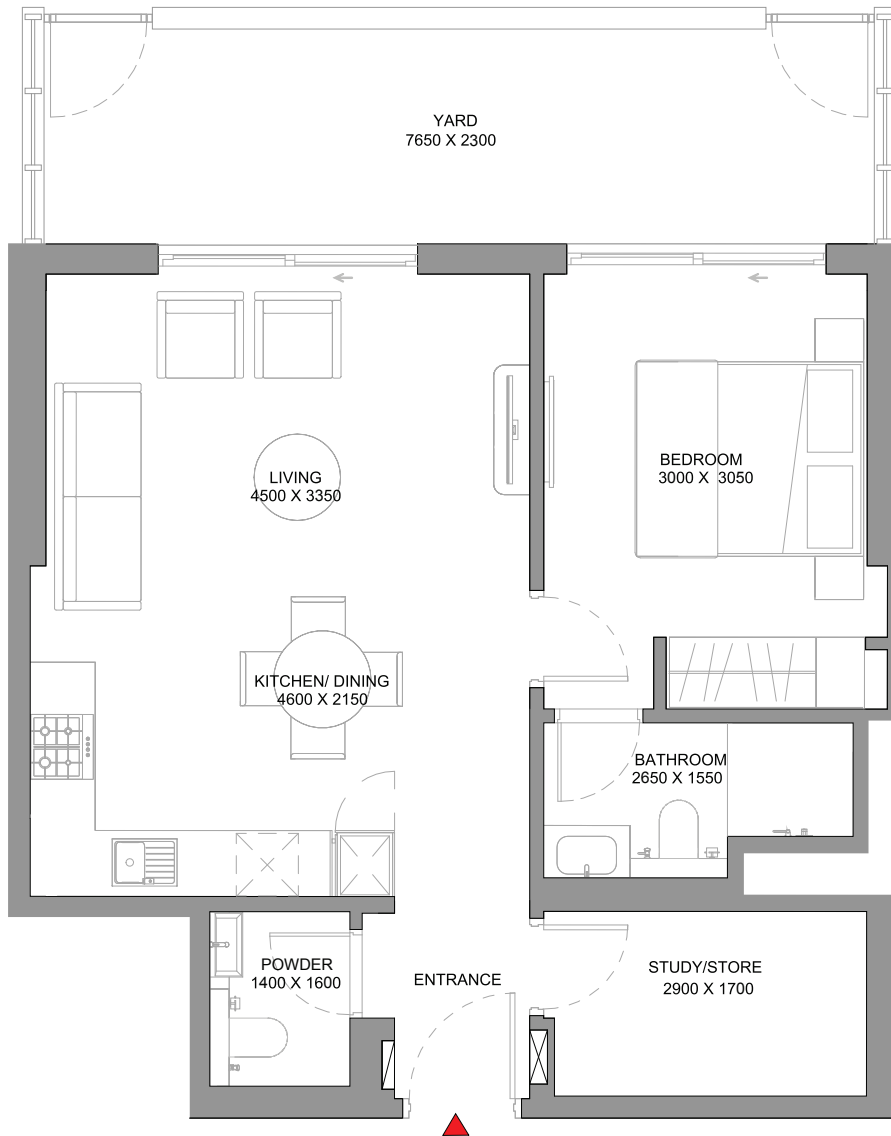 YARD
7650 X 2300
LIVING
4500 X 3350
BEDROOM
3000 X 3050
KITCHEN/ DINING
4600 X 2150
BATHROOM
2650 X 1550
POWDER
1400 X 1600
ENTRANCE
STUDY/STORE
2900 X 1700